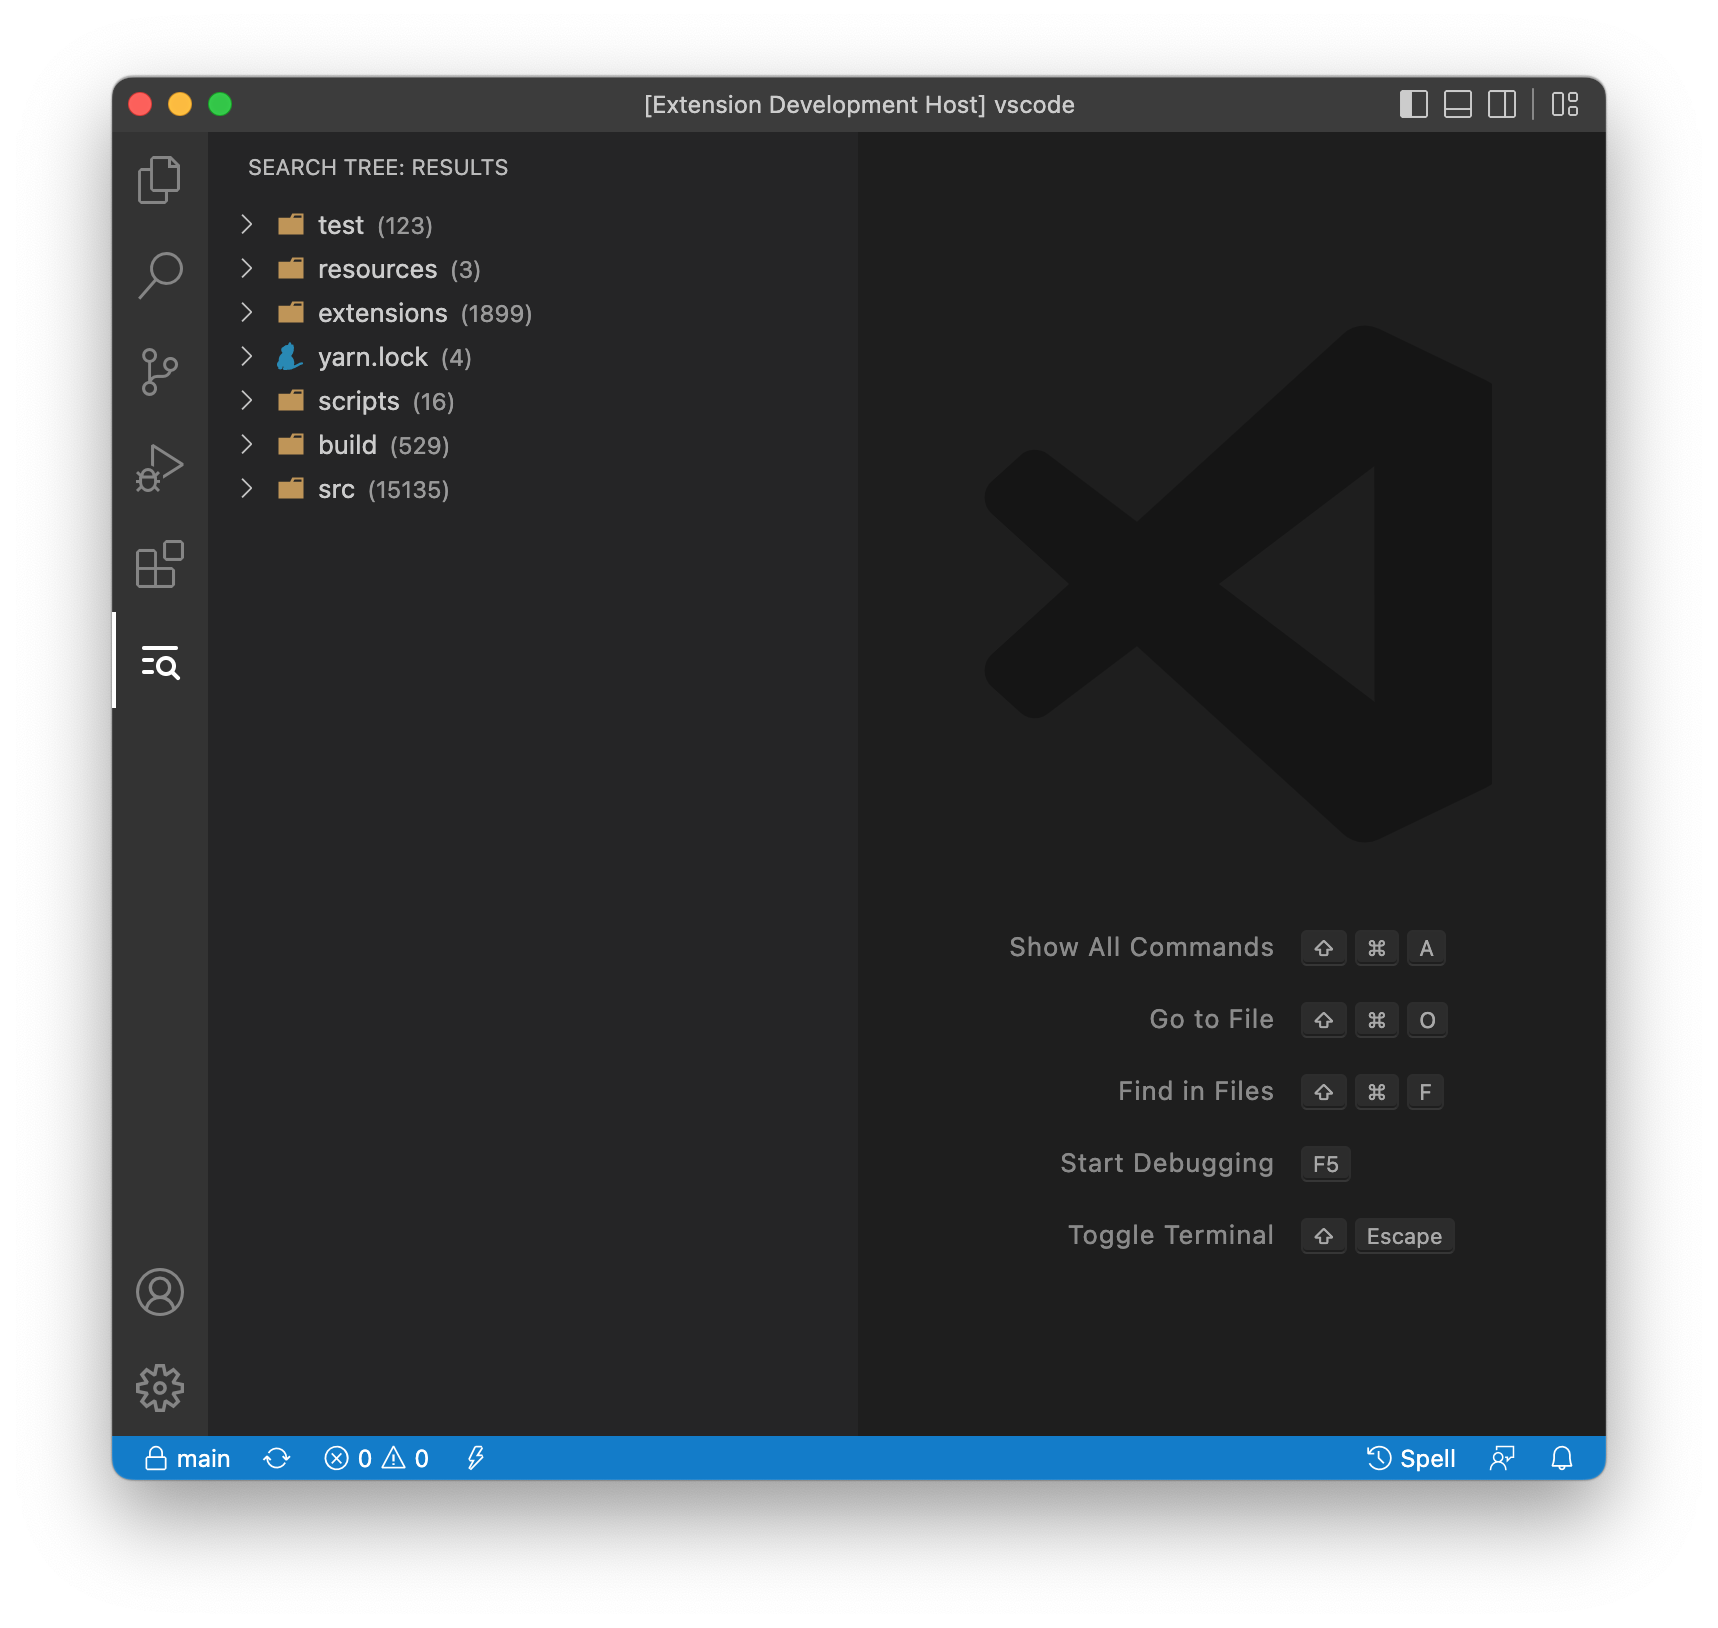 [Extension Development Host] vscode
SEARCH TREE: RESULTS
test (123)
resources (3)
extensions (1899)
yarn.lock (4)
scripts (16)
build (529)
src (15135)
Show All Commands ⇧ ⌘ A
Go to File ⇧ ⌘ O
Find in Files ⇧ ⌘ F
Start Debugging F5
Toggle Terminal ⇧ Escape
main 0 0 Spell